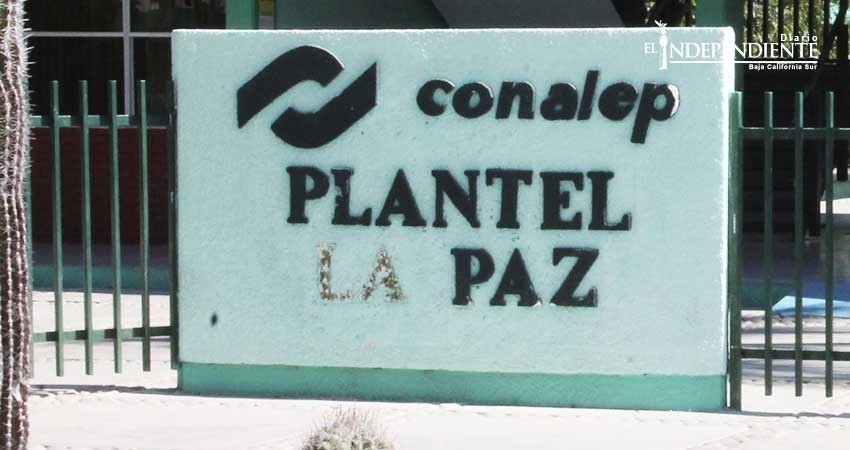 Diario
EL INDEPENDIENTE
Baja California Sur
conalep
PLANTEL
LA PAZ